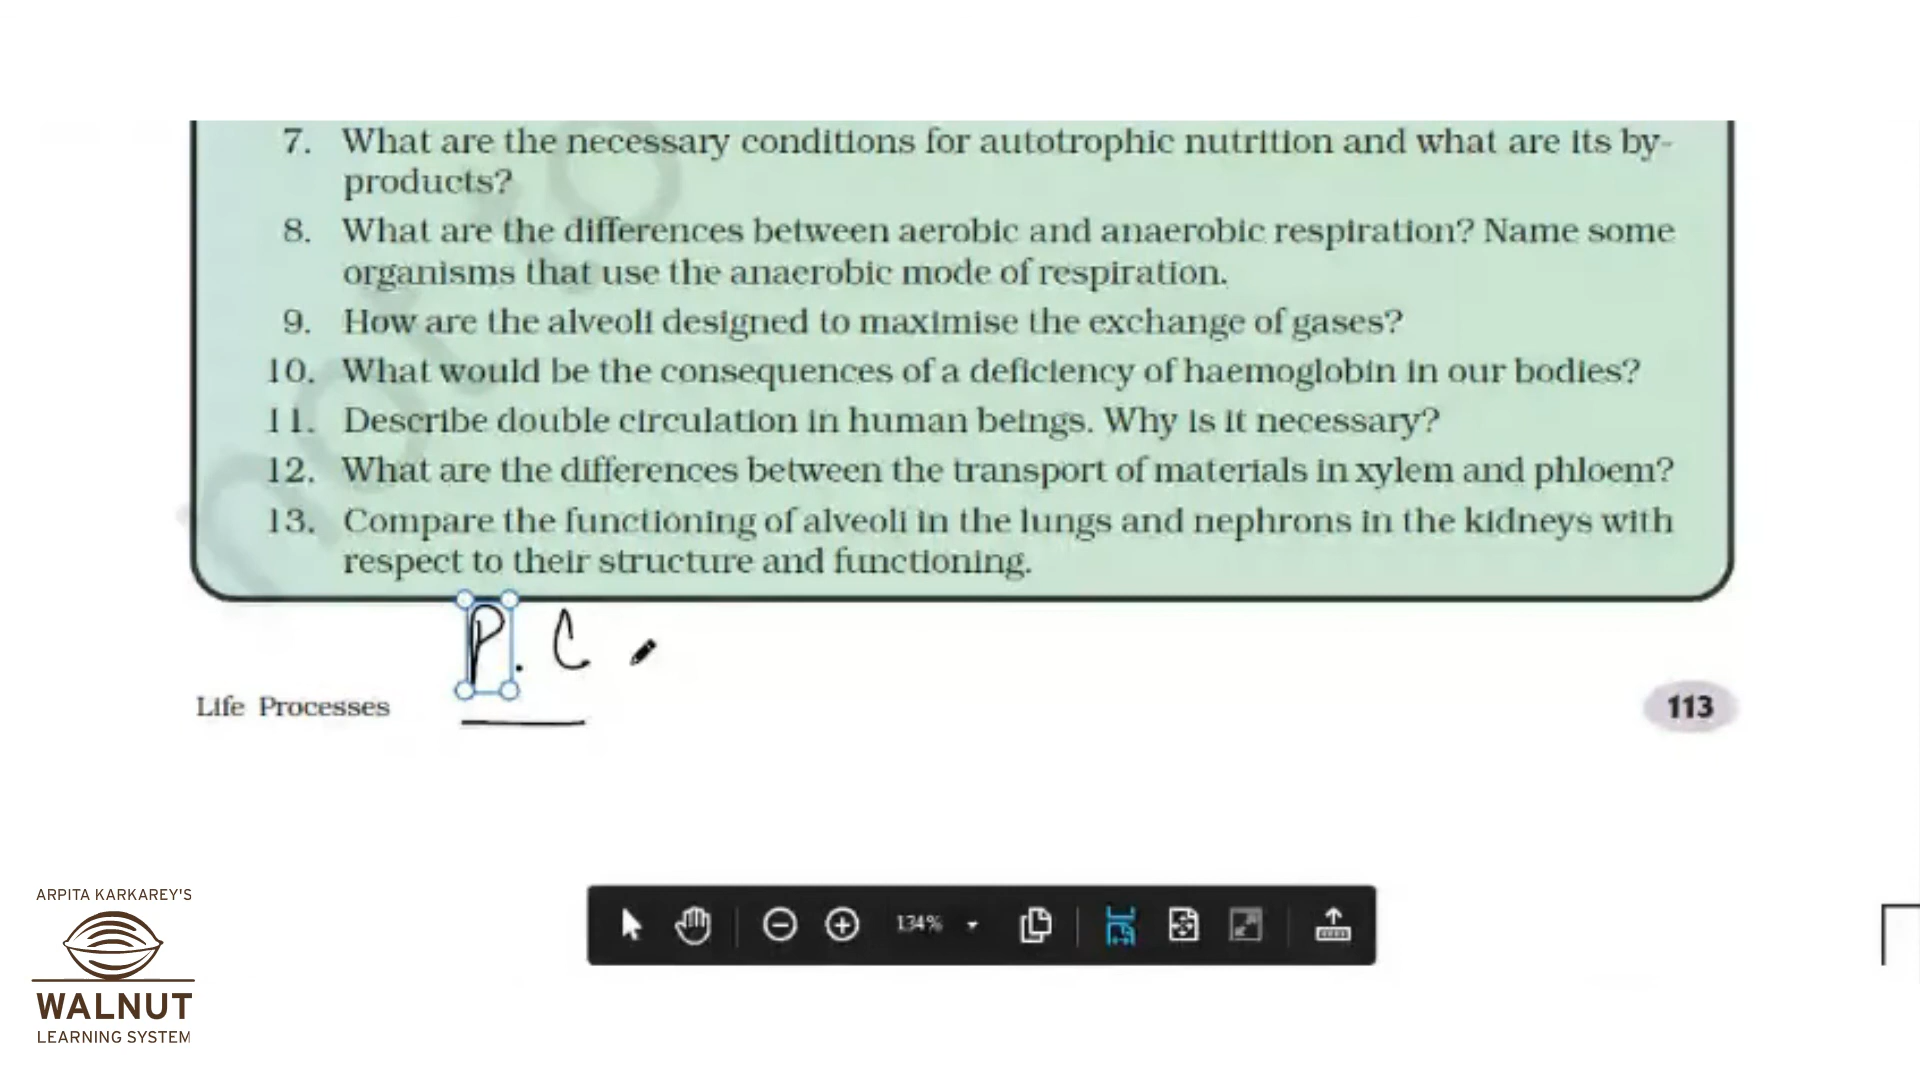 7. What are the necessary conditions for autotrophic nutrition and what are its by-
products?
8. What are the differences between aerobic and anaerobic respiration? Name some
organisms that use the anaerobic mode of respiration.
9. How are the alveoli designed to maximise the exchange of gases?
10. What would be the consequences of a deficiency of haemoglobin in our bodies?
11. Describe double circulation in human beings. Why is it necessary?
12. What are the differences between the transport of materials in xylem and phloem?
13. Compare the functioning of alveoli in the lungs and nephrons in the kidneys with
respect to their structure and functioning.
P. C
Life Processes
113
134%
ARPITA KARKAREY'S
WALNUT
LEARNING SYSTEM